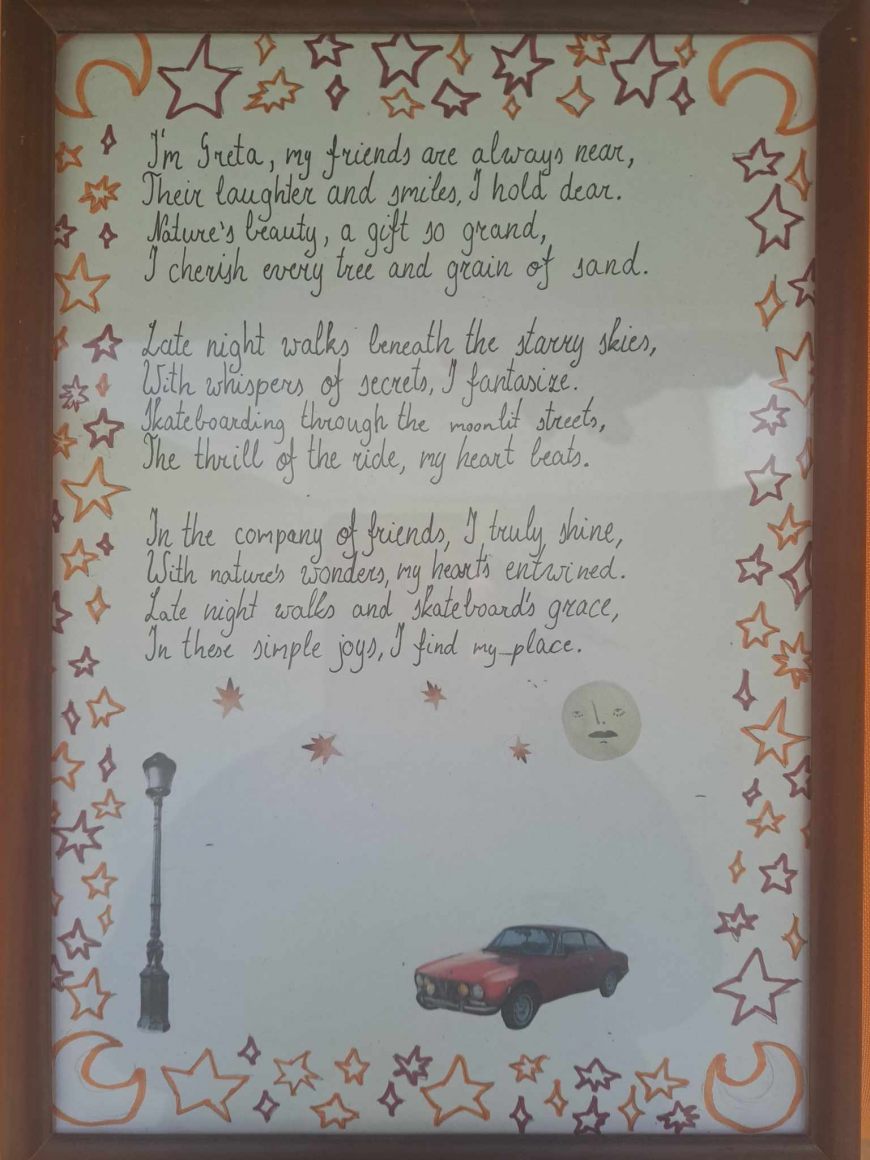 I'm Greta, my friends are always near,
Their laughter and smiles, I hold dear.
Nature's beauty, a gift so grand,
I cherish every tree and grain of sand.
Late night walks beneath the starry skies,
With whispers of secrets, I fantasize.
Skateboarding through the moonlit streets,
The thrill of the ride, my heart beats.
In the company of friends, I truly shine,
With nature's wonders, my heart's entwined.
Late night walks and skateboard's grace,
In these simple joys, I find my place.